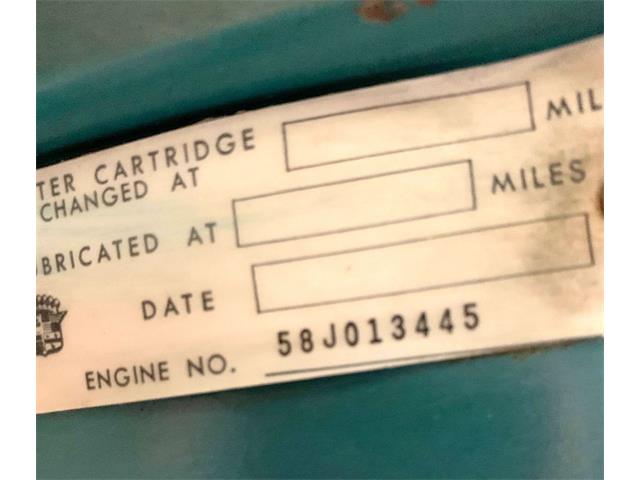 TER CARTRIDGE MIL
CHANGED AT
BRICATED AT MILES
DATE
ENGINE NO. 58J013445